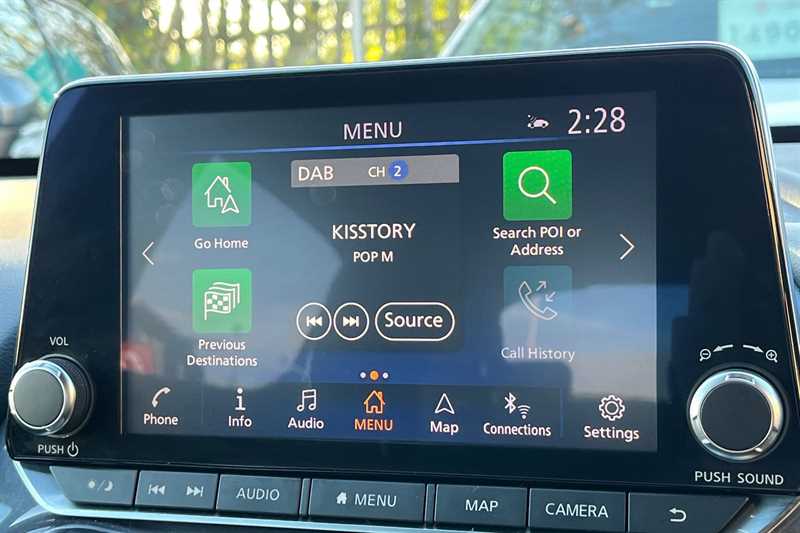 MENU 2:28
DAB CH 2
Go Home
KISSTORY
POP M
Search POI or
Address
Previous
Destinations
Source
Call History
Phone Info Audio MENU Map Connections Settings
VOL
PUSH
PUSH SOUND
AUDIO MENU MAP CAMERA